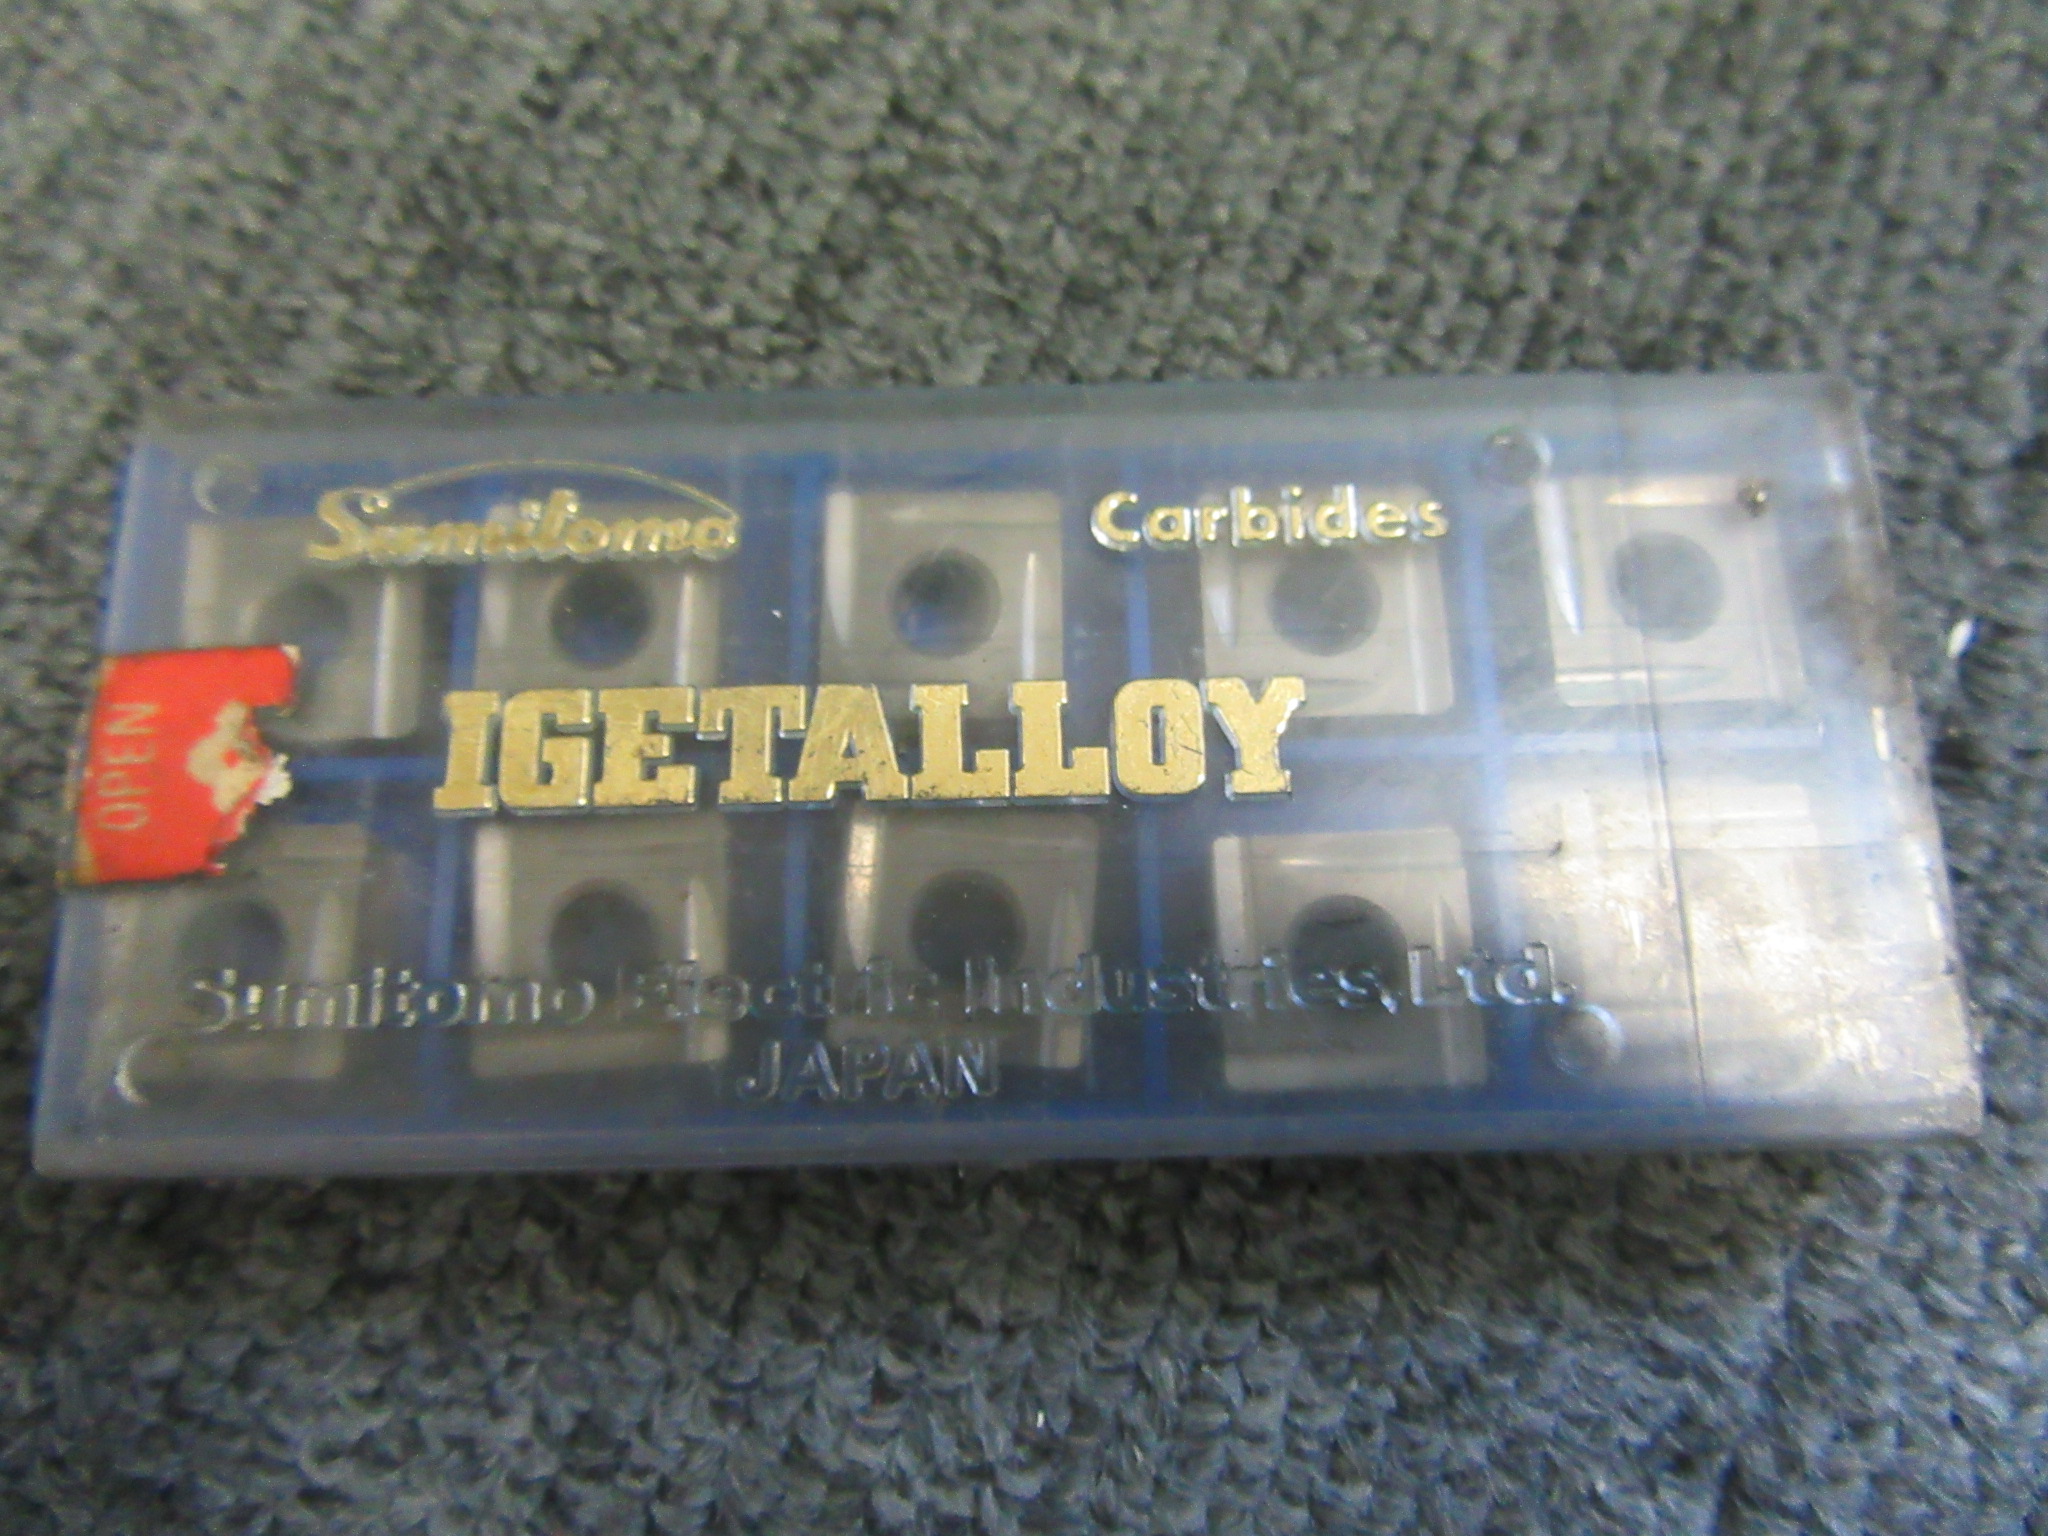 Sumitomo
Carbides
IGETALLOY
OPEN
Sumitomo Electric Industries, Ltd.
JAPAN